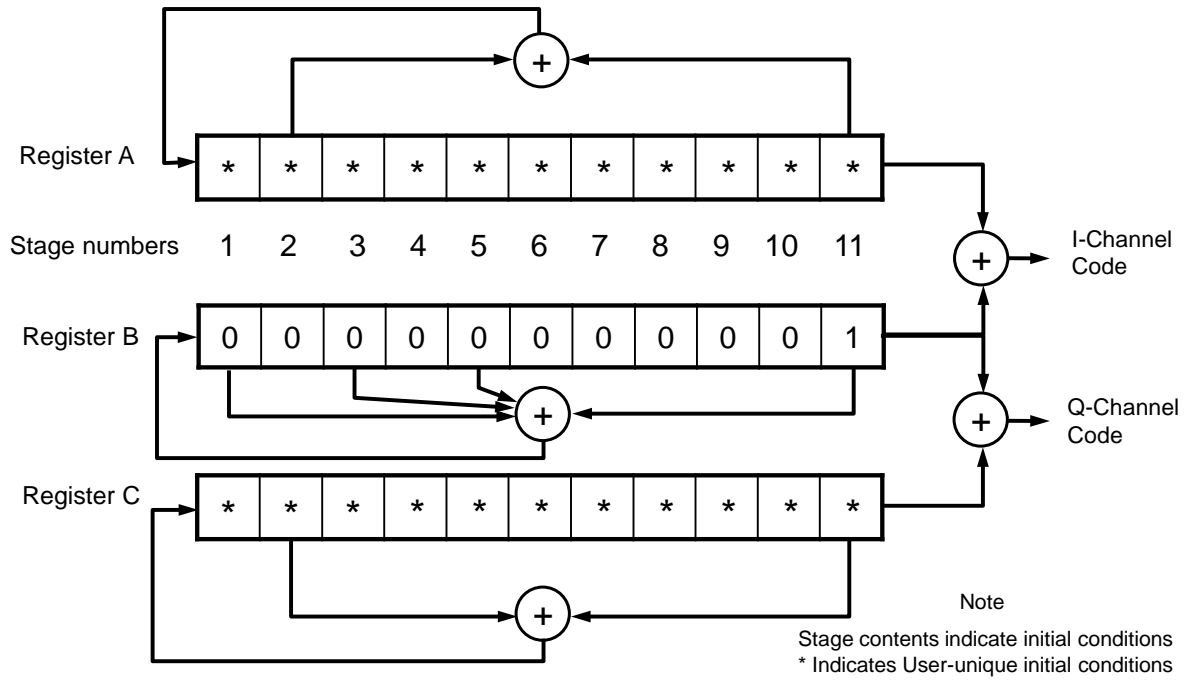 +
Register A
* * * * * * * * * * *
Stage numbers 1 2 3 4 5 6 7 8 9 10 11
+
I-Channel
Code
Register B
0 0 0 0 0 0 0 0 0 0 1
+
+
Q-Channel
Code
Register C
* * * * * * * * * * *
+
Note
Stage contents indicate initial conditions
* Indicates User-unique initial conditions